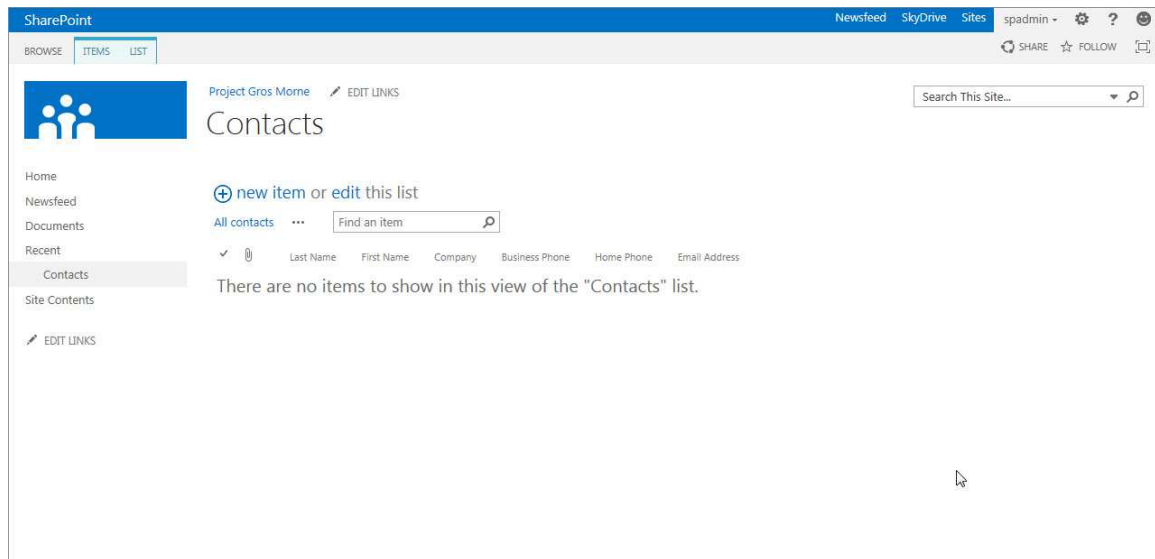 SharePoint
Newsfeed SkyDrive Sites spadmin ?
BROWSE ITEMS LIST
SHARE FOLLOW
Project Gros Morne EDIT LINKS
Search This Site...
Contacts
Home
Newsfeed
Documents
Recent
Contacts
Site Contents
EDIT LINKS
new item or edit this list
All contacts ... Find an item
Last Name First Name Company Business Phone Home Phone Email Address
There are no items to show in this view of the "Contacts" list.